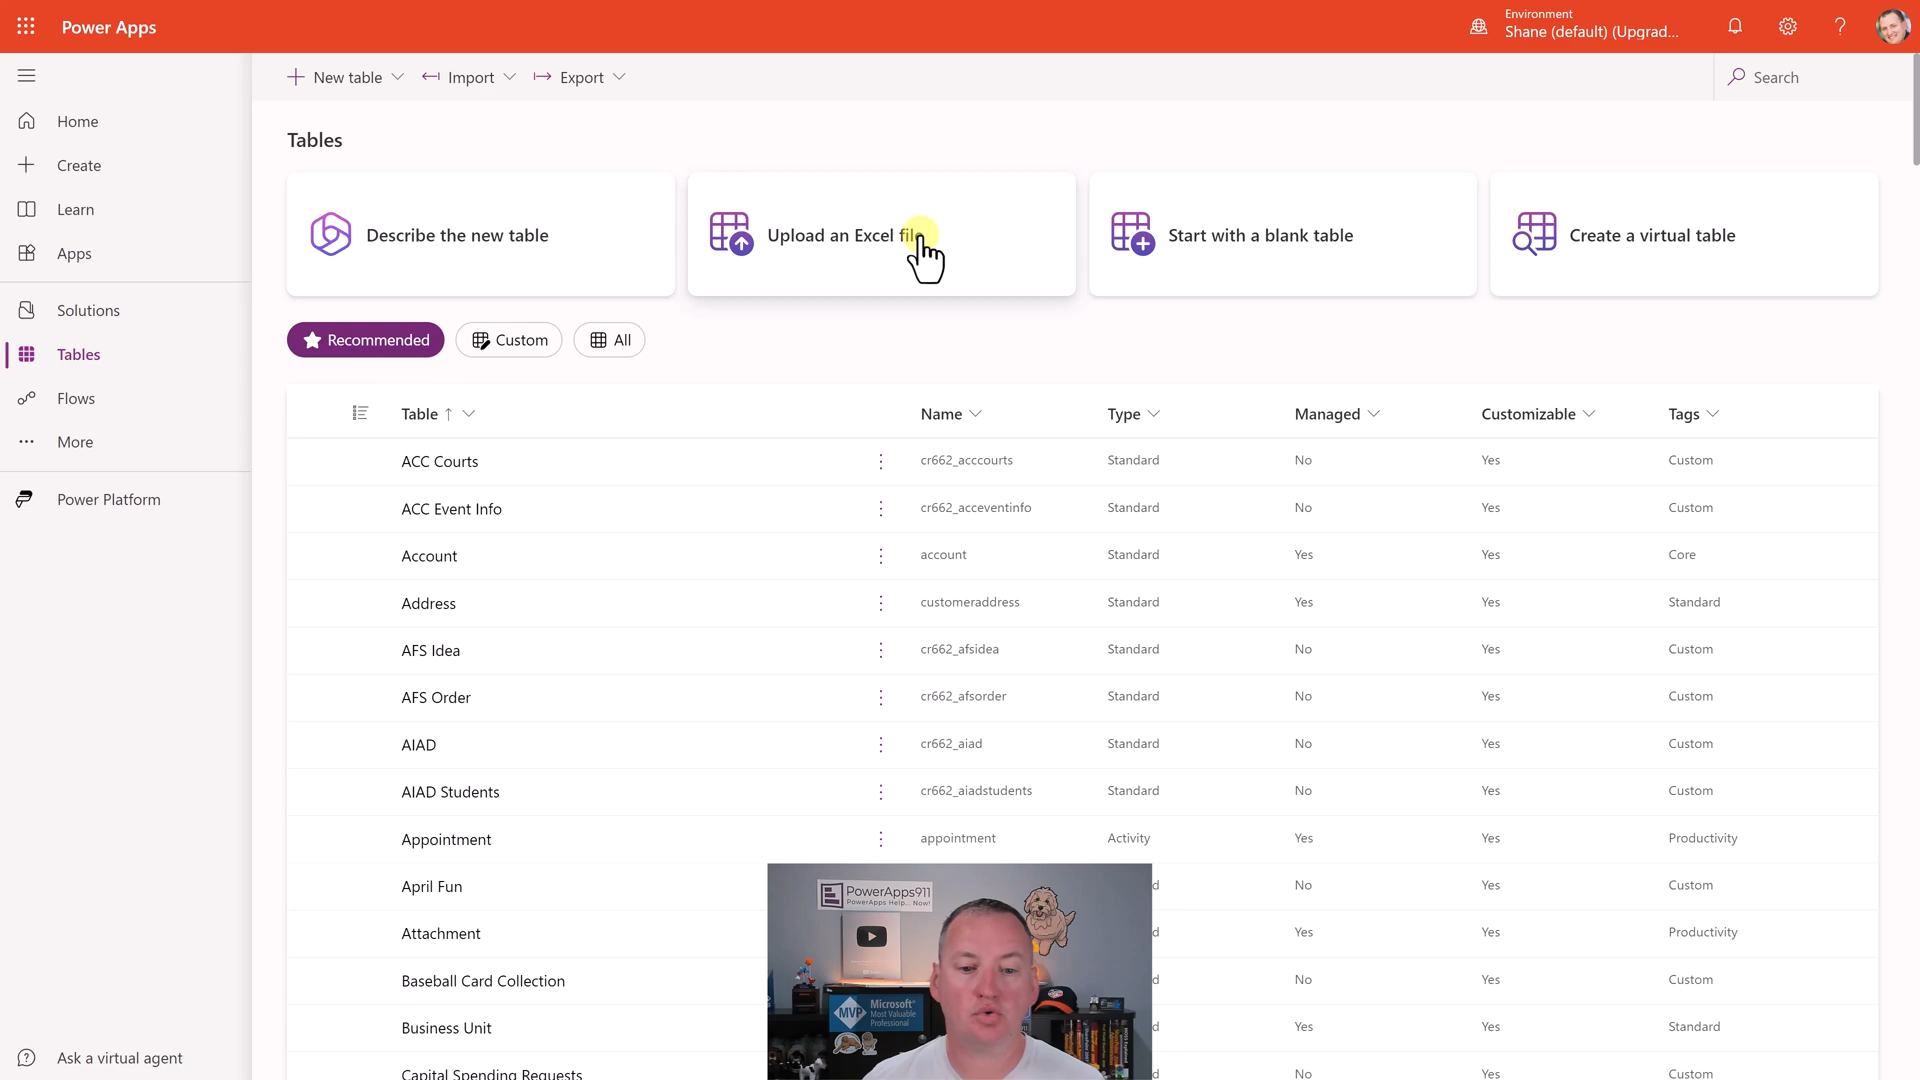 Power Apps
Environment
Shane (default) (Upgrad...
New table
Import
Export
Search
Home
Create
Learn
Apps
Solutions
Tables
Flows
More
Power Platform
Ask a virtual agent
Tables
Describe the new table
Upload an Excel file
Start with a blank table
Create a virtual table
Recommended
Custom
All
Table ↑ Name Type Managed Customizable Tags
ACC Courts cr662_acccourts Standard No Yes Custom
ACC Event Info cr662_acceventinfo Standard No Yes Custom
Account account Standard Yes Yes Core
Address customeraddress Standard Yes Yes Standard
AFS Idea cr662_afsidea Standard No Yes Custom
AFS Order cr662_afsorder Standard No Yes Custom
AIAD cr662_aiad Standard No Yes Custom
AIAD Students cr662_aiadstudents Standard No Yes Custom
Appointment appointment Activity Yes Yes Productivity
April Fun d No Yes Custom
Attachment d Yes Yes Productivity
Baseball Card Collection d No Yes Custom
Business Unit d Yes Yes Standard
Capital Spending Requests d No Yes Custom
PowerApps911
PowerApps Help... Now!
Microsoft®
MVP
Most Valuable
Professional